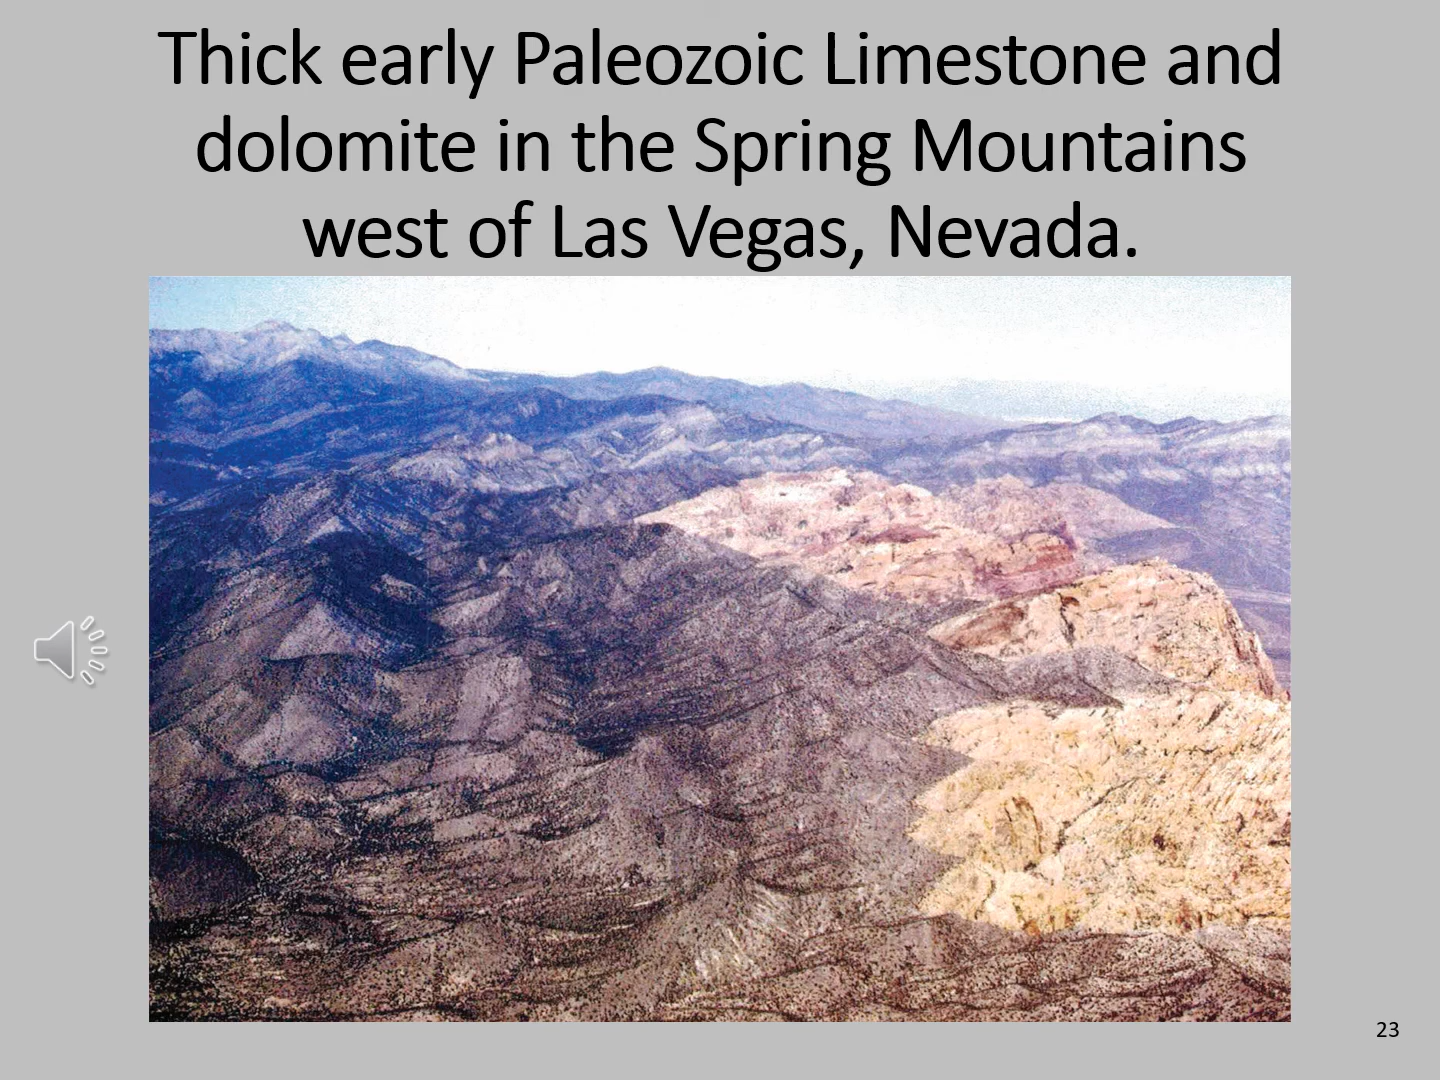 Thick early Paleozoic Limestone and
dolomite in the Spring Mountains
west of Las Vegas, Nevada.
23